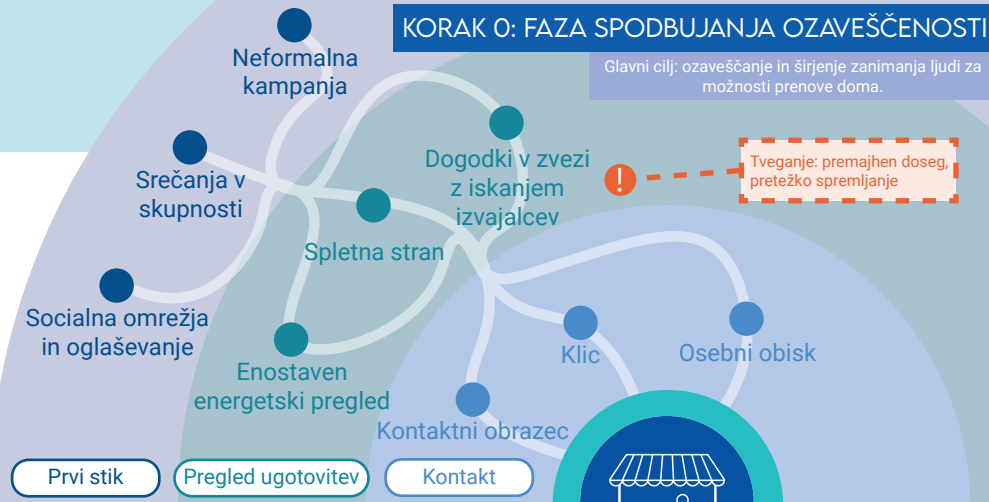 KORAK 0: FAZA SPODBUJANJA OZAVEŠČENOSTI
Glavni cilj: ozaveščanje in širjenje zanimanja ljudi za
možnosti prenove doma.
Neformalna
kampanja
Dogodki v zvezi
z iskanjem
izvajalcev
!
Tveganje: premajhen doseg,
pretežko spremljanje
Srečanja v
skupnosti
Spletna stran
Socialna omrežja
in oglaševanje
Klic
Osebni obisk
Enostaven
energetski pregled
Kontaktni obrazec
Prvi stik
Pregled ugotovitev
Kontakt